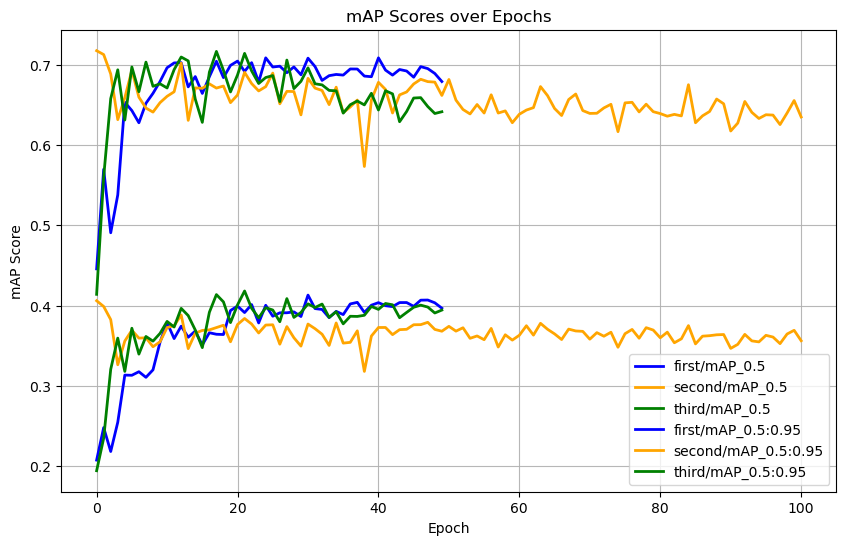 mAP Scores over Epochs
mAP Score
0.7
0.6
0.5
0.4
0.3
0.2
first/mAP_0.5
second/mAP_0.5
third/mAP_0.5
first/mAP_0.5:0.95
second/mAP_0.5:0.95
third/mAP_0.5:0.95
0 20 40 60 80 100
Epoch